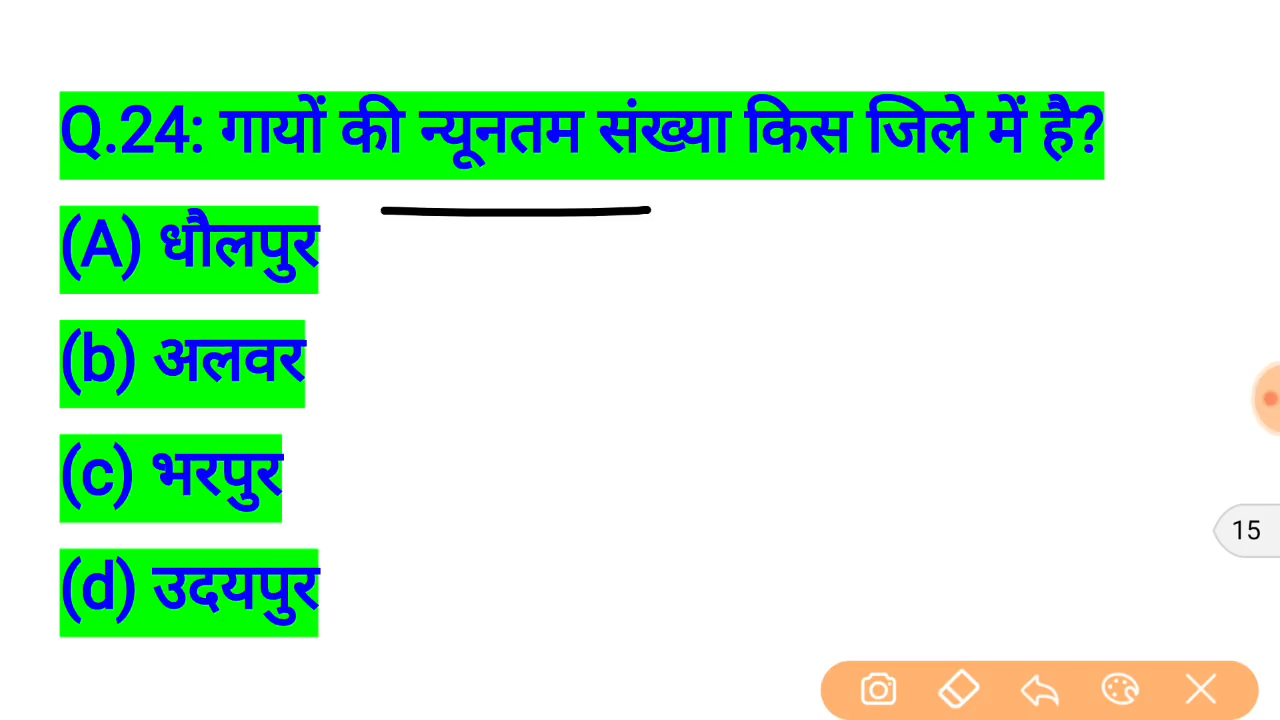 Q.24: गायों की न्यूनतम संख्या किस जिले में है?
(A) धौलपुर
(b) अलवर
(c) भरपुर
(d) उदयपुर
15